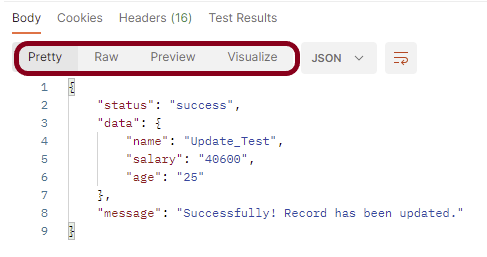 Body Cookies Headers (16) Test Results
Pretty Raw Preview Visualize JSON
1 {
2 "status": "success",
3 "data": {
4 "name": "Update_Test",
5 "salary": "40600",
6 "age": "25"
7 },
8 "message": "Successfully! Record has been updated."
9 }